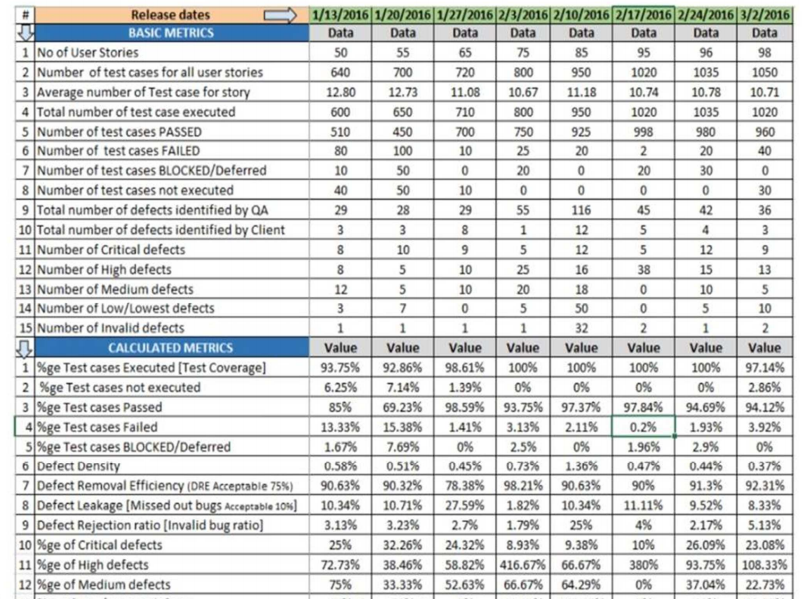 # Release dates 1/13/2016 1/20/2016 1/27/2016 2/3/2016 2/10/2016 2/17/2016 2/24/2016 3/2/2016
BASIC METRICS Data Data Data Data Data Data Data Data
1 No of User Stories 50 55 65 75 85 95 96 98
2 Number of test cases for all user stories 640 700 720 800 950 1020 1035 1050
3 Average number of Test case for story 12.80 12.73 11.08 10.67 11.18 10.74 10.78 10.71
4 Total number of test case executed 600 650 710 800 950 1020 1035 1020
5 Number of test cases PASSED 510 450 700 750 925 998 980 960
6 Number of test cases FAILED 80 100 10 25 20 2 20 40
7 Number of test cases BLOCKED/Deferred 10 50 0 20 0 20 30 0
8 Number of test cases not executed 40 50 10 0 0 0 0 30
9 Total number of defects identified by QA 29 28 29 55 116 45 42 36
10 Total number of defects identified by Client 3 3 8 1 12 5 4 3
11 Number of Critical defects 8 10 9 5 12 5 12 9
12 Number of High defects 8 5 10 25 16 38 15 13
13 Number of Medium defects 12 5 10 20 18 0 10 5
14 Number of Low/Lowest defects 3 7 0 5 50 0 5 10
15 Number of Invalid defects 1 1 1 1 32 2 1 2
CALCULATED METRICS Value Value Value Value Value Value Value Value
1 %ge Test cases Executed [Test Coverage] 93.75% 92.86% 98.61% 100% 100% 100% 100% 97.14%
2 %ge Test cases not executed 6.25% 7.14% 1.39% 0% 0% 0% 0% 2.86%
3 %ge Test cases Passed 85% 69.23% 98.59% 93.75% 97.37% 97.84% 94.69% 94.12%
4 %ge Test cases Failed 13.33% 15.38% 1.41% 3.13% 2.11% 0.2% 1.93% 3.92%
5 %ge Test cases BLOCKED/Deferred 1.67% 7.69% 0% 2.5% 0% 1.96% 2.9% 0%
6 Defect Density 0.58% 0.51% 0.45% 0.73% 1.36% 0.47% 0.44% 0.37%
7 Defect Removal Efficiency (DRE Acceptable 75%) 90.63% 90.32% 78.38% 98.21% 90.63% 90% 91.3% 92.31%
8 Defect Leakage [Missed out bugs Acceptable 10%] 10.34% 10.71% 27.59% 1.82% 10.34% 11.11% 9.52% 8.33%
9 Defect Rejection ratio [Invalid bug ratio] 3.13% 3.23% 2.7% 1.79% 25% 4% 2.17% 5.13%
10 %ge of Critical defects 25% 32.26% 24.32% 8.93% 9.38% 10% 26.09% 23.08%
11 %ge of High defects 72.73% 38.46% 58.82% 416.67% 66.67% 380% 93.75% 108.33%
12 %ge of Medium defects 75% 33.33% 52.63% 66.67% 64.29% 0% 37.04% 22.73%